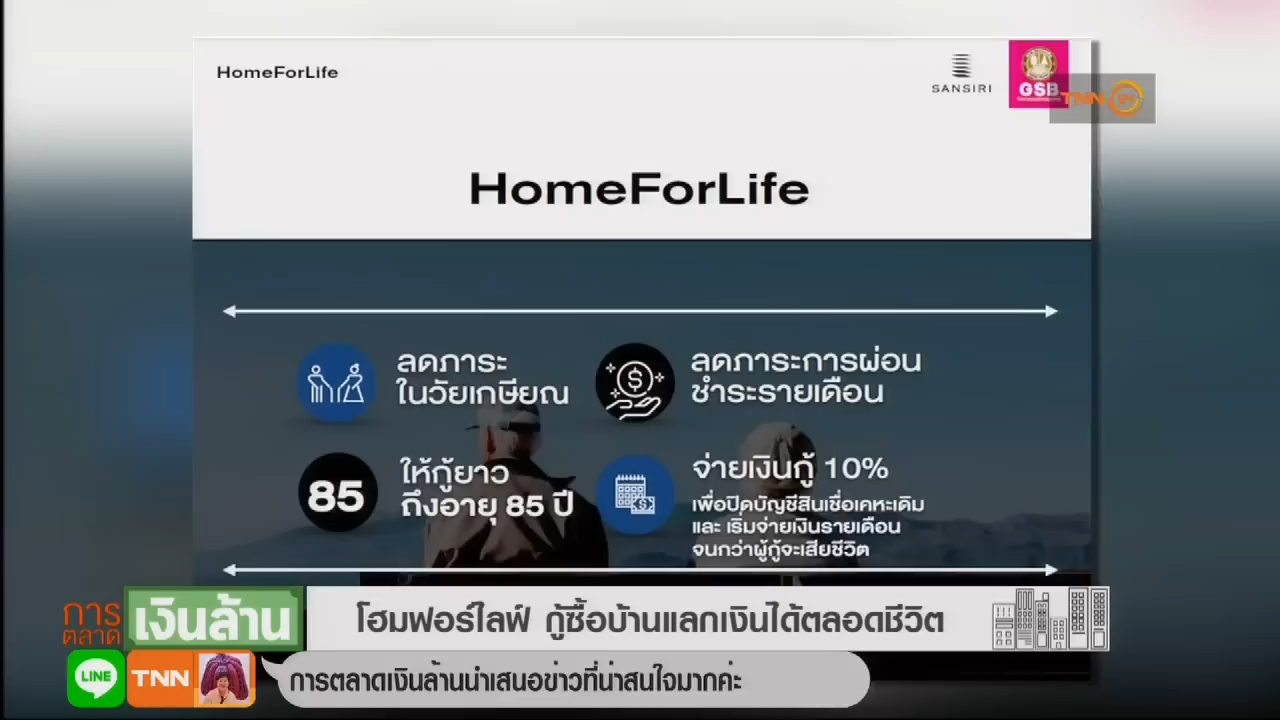 HomeForLife
SANSIRI
GSB
TNN 24
HomeForLife
ลดภาระ
ในวัยเกษียณ
ลดภาระการผ่อน
ชำระรายเดือน
85
ให้กู้ยาว
ถึงอายุ 85 ปี
จ่ายเงินกู้ 10%
เพื่อปิดบัญชีสินเชื่อเคหะเดิม
และ เริ่มจ่ายเงินรายเดือน
จนกว่าผู้กู้จะเสียชีวิต
การ
ตลาด
เงินล้าน
โฮมฟอร์ไลฟ์ กู้ซื้อบ้านแลกเงินได้ตลอดชีวิต
LINE
TNN
การตลาดเงินล้านนำเสนอข่าวที่น่าสนใจมากค่ะ